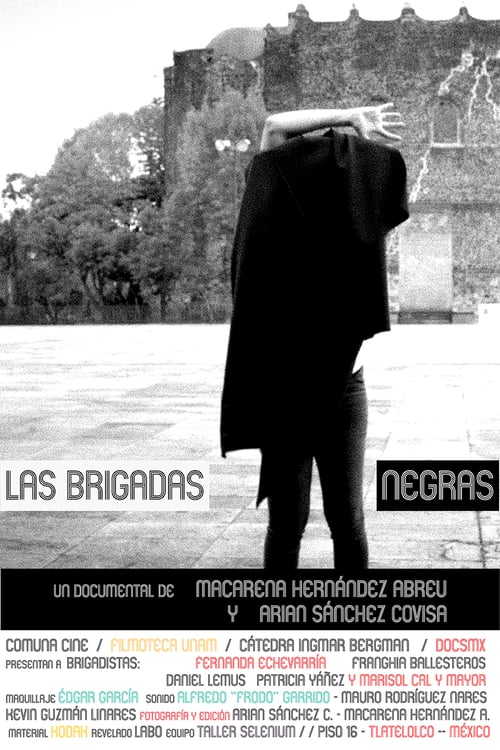 LAS BRIGADAS NEGRAS
UN DOCUMENTAL DE MACARENA HERNÁNDEZ ABREU
Y ARIAN SÁNCHEZ COVISA
COMUNA CINE / FILMOTECA UNAM / CÁTEDRA INGMAR BERGMAN / DOCSMX
PRESENTAN A BRIGADISTAS: FERNANDA ECHEVARRÍA FRANGHIA BALLESTEROS
DANIEL LEMUS PATRICIA YÁÑEZ Y MARISOL CAL Y MAYOR
MAQUILLAJE ÉDGAR GARCÍA SONIDO ALFREDO "FRODO" GARRIDO - MAURO RODRÍGUEZ NARES
KEVIN GUZMÁN LINARES FOTOGRAFÍA Y EDICIÓN ARIAN SÁNCHEZ C. - MACARENA HERNÁNDEZ A.
MATERIAL KODAK REVELADO LABO EQUIPO TALLER SELENIUM // PISO 16 - TLATELOLCO -- MÉXICO